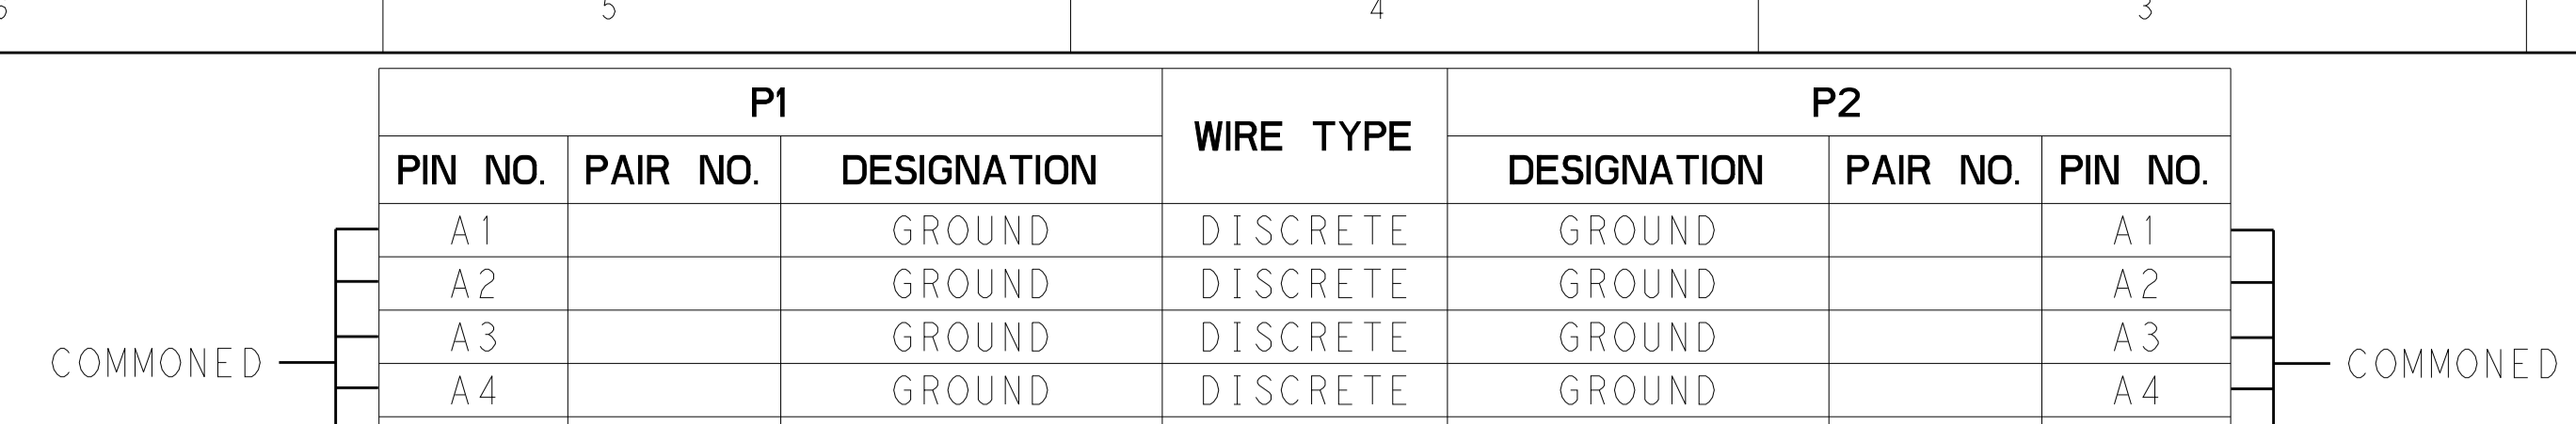 5 4 3
P1 WIRE TYPE P2
PIN NO. PAIR NO. DESIGNATION DESIGNATION PAIR NO. PIN NO.
A1 GROUND DISCRETE GROUND A1
A2 GROUND DISCRETE GROUND A2
A3 GROUND DISCRETE GROUND A3
COMMONED COMMONED
A4 GROUND DISCRETE GROUND A4